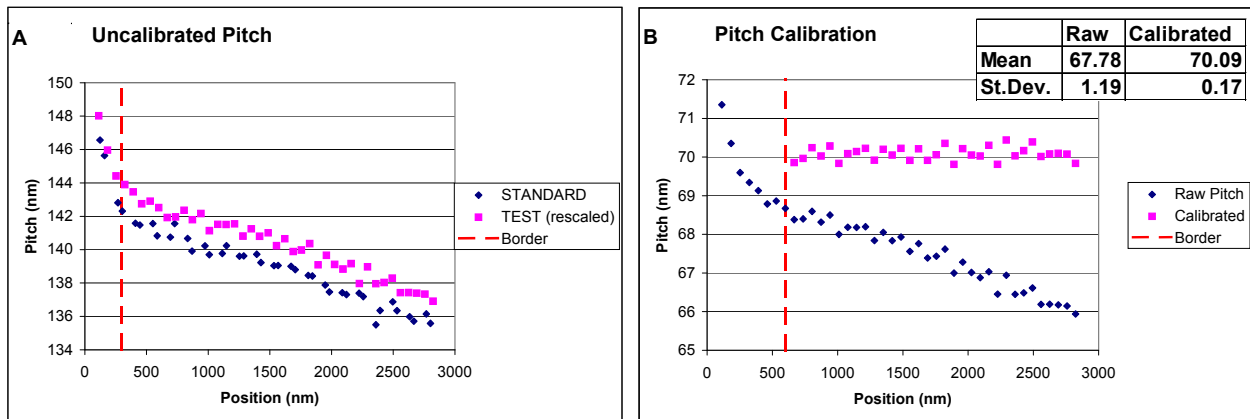 A
Uncalibrated Pitch
Pitch (nm)
150
148
146
144
142
140
138
136
134
0
500
1000
1500
2000
2500
3000
Position (nm)
STANDARD
TEST (rescaled)
Border
B
Pitch Calibration
Raw Calibrated
Mean 67.78 70.09
St.Dev. 1.19 0.17
Pitch (nm)
72
71
70
69
68
67
66
65
0
500
1000
1500
2000
2500
3000
Position (nm)
Raw Pitch
Calibrated
Border